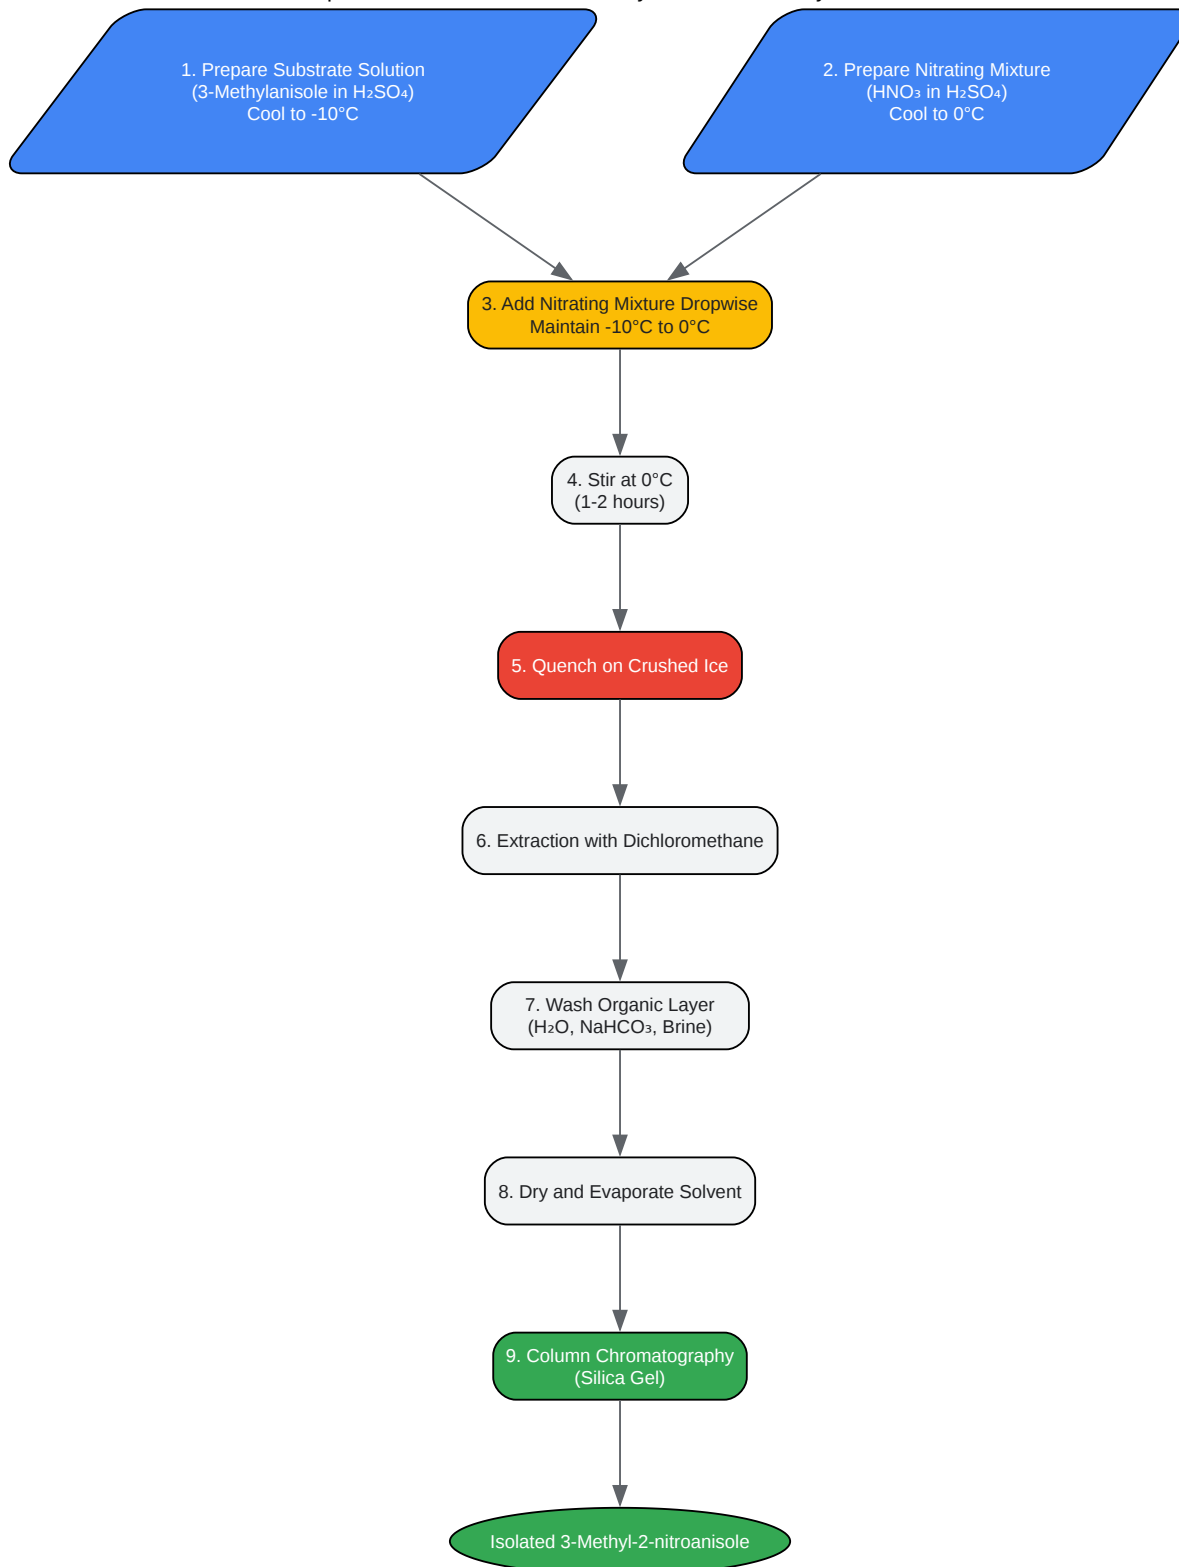 1. Prepare Substrate Solution
(3-Methylanisole in H₂SO₄)
Cool to -10°C
2. Prepare Nitrating Mixture
(HNO₃ in H₂SO₄)
Cool to 0°C
3. Add Nitrating Mixture Dropwise
Maintain -10°C to 0°C
4. Stir at 0°C
(1-2 hours)
5. Quench on Crushed Ice
6. Extraction with Dichloromethane
7. Wash Organic Layer
(H₂O, NaHCO₃, Brine)
8. Dry and Evaporate Solvent
9. Column Chromatography
(Silica Gel)
Isolated 3-Methyl-2-nitroanisole